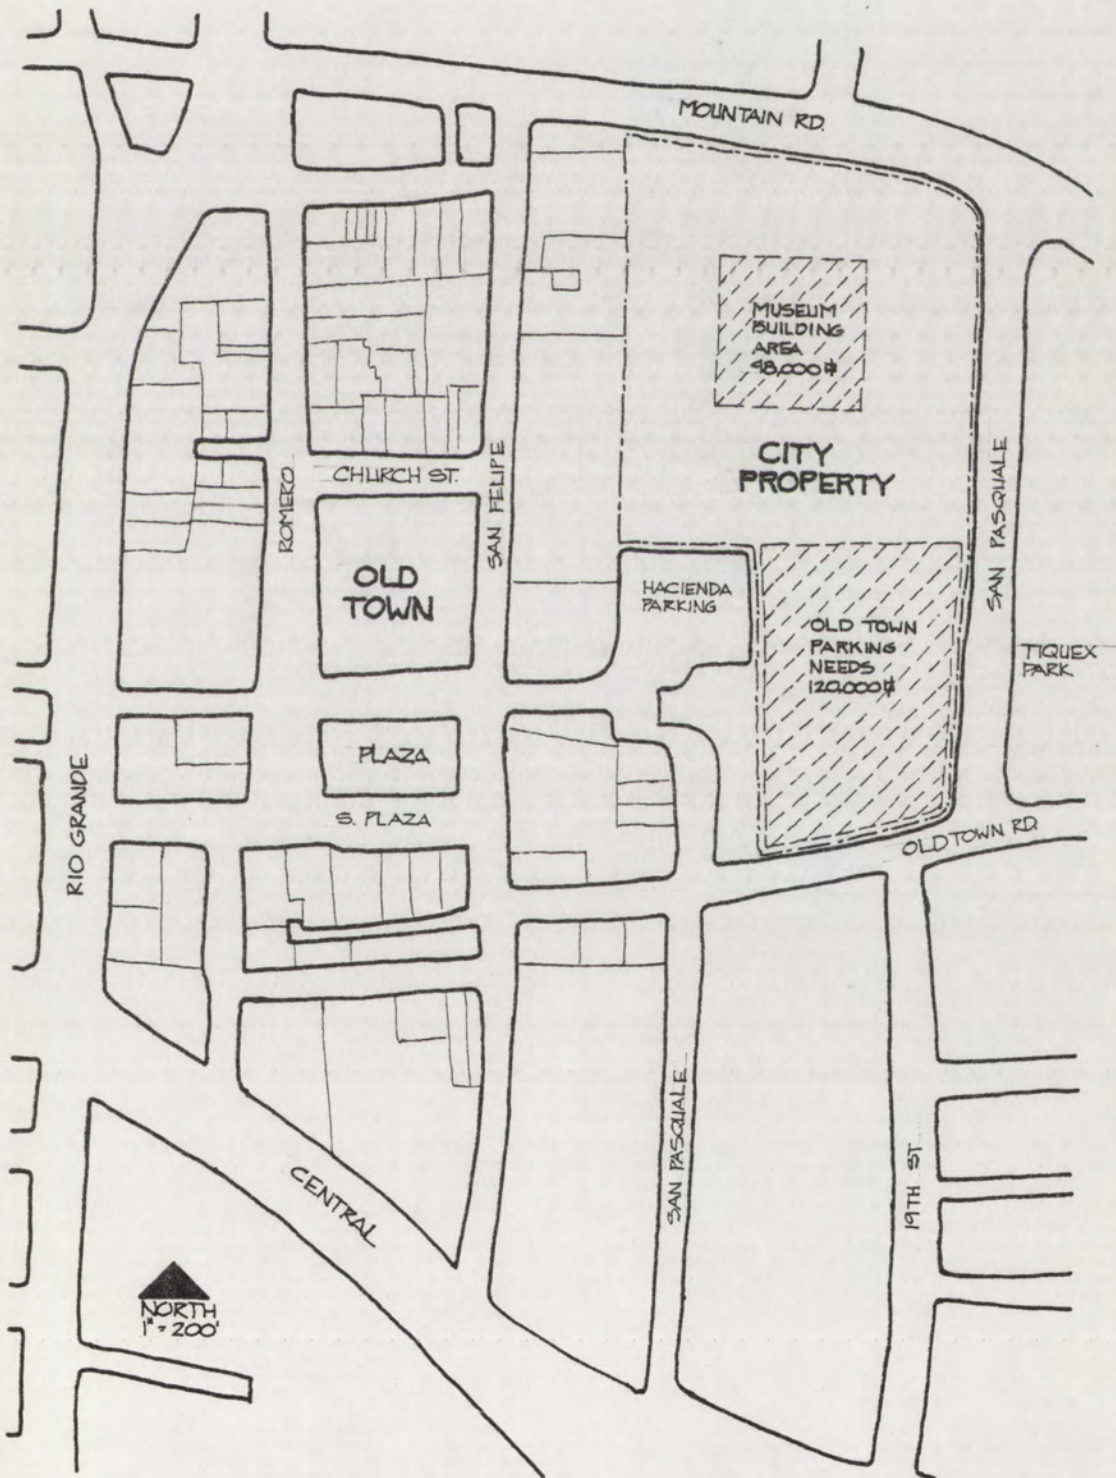 MOUNTAIN RD.
MUSEUM
BUILDING
AREA
48,000⌗
CITY
PROPERTY
SAN PASQUALE
CHURCH ST.
ROMERO
SAN FELIPE
OLD
TOWN
HACIENDA
PARKING
OLD TOWN
PARKING
NEEDS
120,000⌗
TIQUEX
PARK
PLAZA
S. PLAZA
RIO GRANDE
OLD TOWN RD.
SAN PASQUALE
19TH ST
CENTRAL
NORTH
1" = 200'